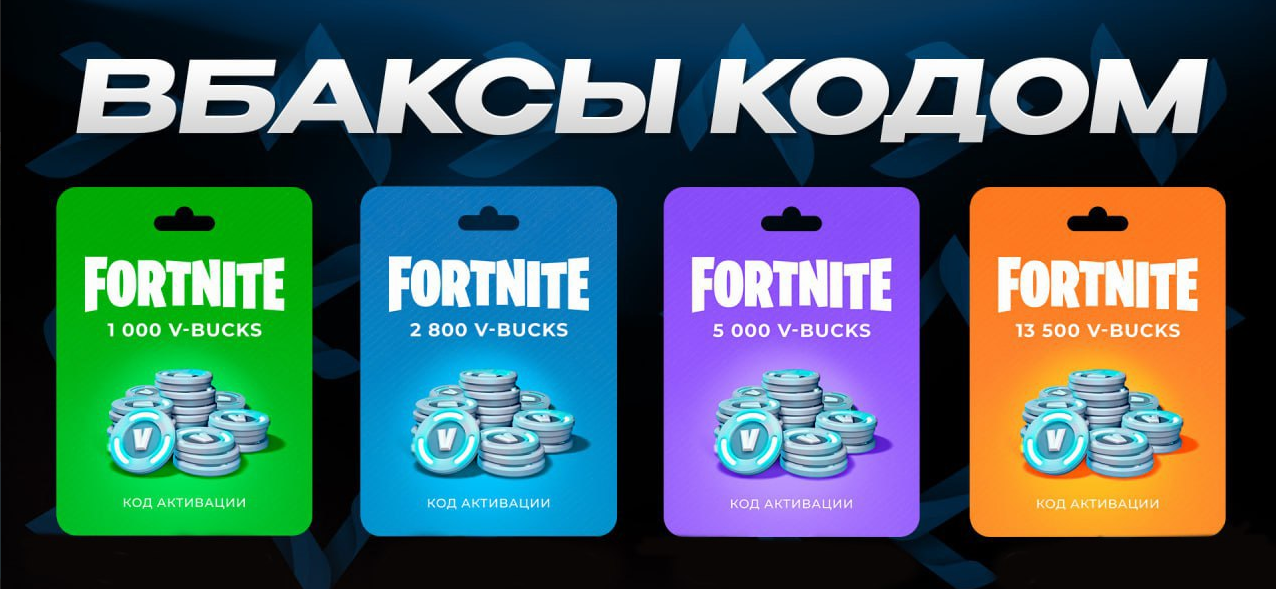 ВБАКСЫ КОДОМ
FORTNITE
1 000 V-BUCKS
V
КОД АКТИВАЦИИ
FORTNITE
2 800 V-BUCKS
V
КОД АКТИВАЦИИ
FORTNITE
5 000 V-BUCKS
V
КОД АКТИВАЦИИ
FORTNITE
13 500 V-BUCKS
V
КОД АКТИВАЦИИ